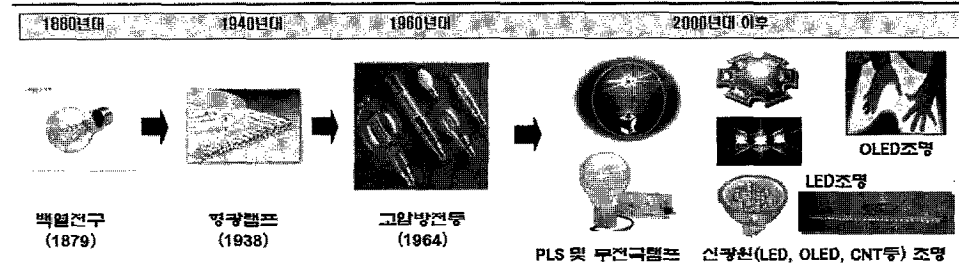 1880년대 1940년대 1960년대 2000년대 이후
OLED조명
LED조명
백열전구 형광램프 고압방전등
(1879) (1938) (1964)
PLS 및 무전극램프 신광원(LED, OLED, CNT등) 조명